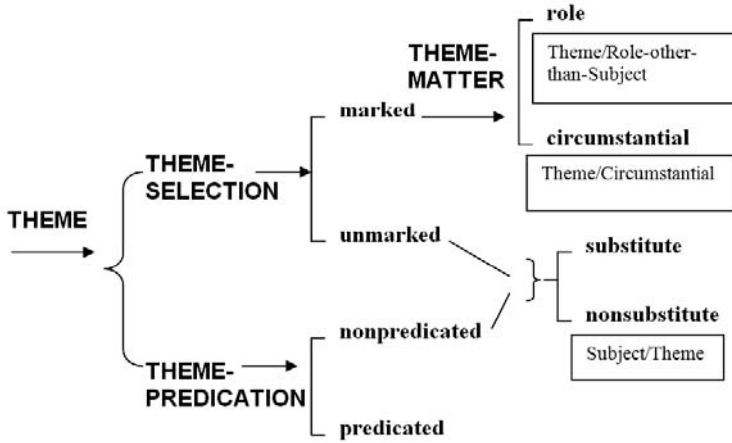 role
THEME-
MATTER
Theme/Role-other-
than-Subject
marked
circumstantial
THEME-
SELECTION
Theme/Circumstantial
THEME
unmarked
substitute
nonpredicated
nonsubstitute
THEME-
PREDICATION
Subject/Theme
predicated